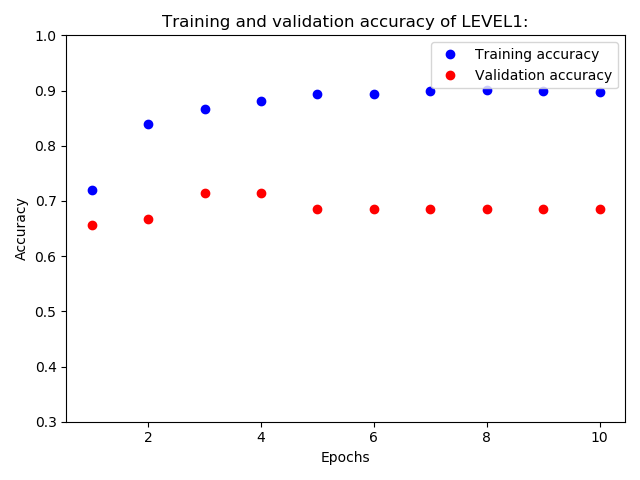 Training and validation accuracy of LEVEL1:
Training accuracy
Validation accuracy
Accuracy
1.0
0.9
0.8
0.7
0.6
0.5
0.4
0.3
2 4 6 8 10
Epochs